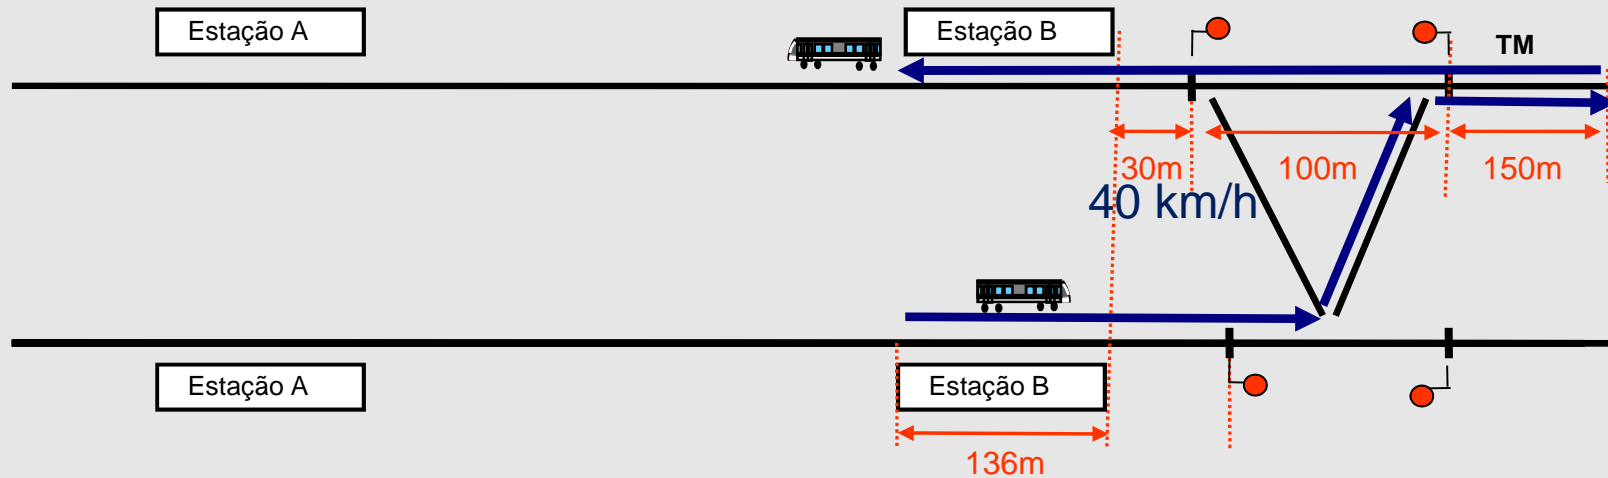 Estação A
Estação B
TM
30m
100m
150m
40 km/h
Estação A
Estação B
136m